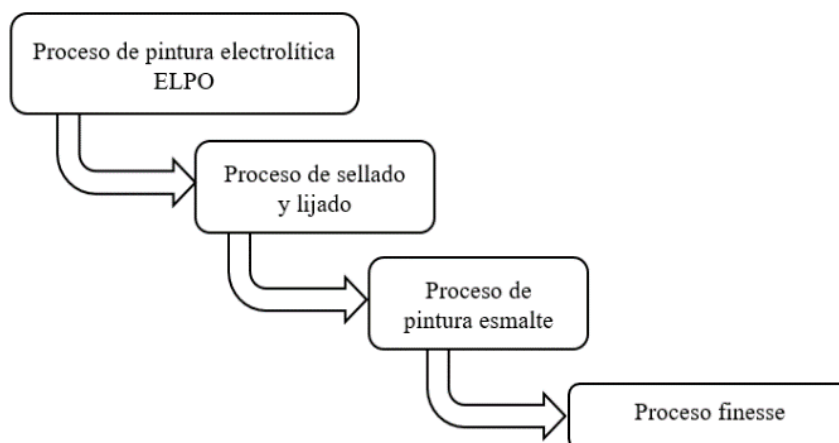 Proceso de pintura electrolítica
ELPO
Proceso de sellado
y lijado
Proceso de
pintura esmalte
Proceso finesse